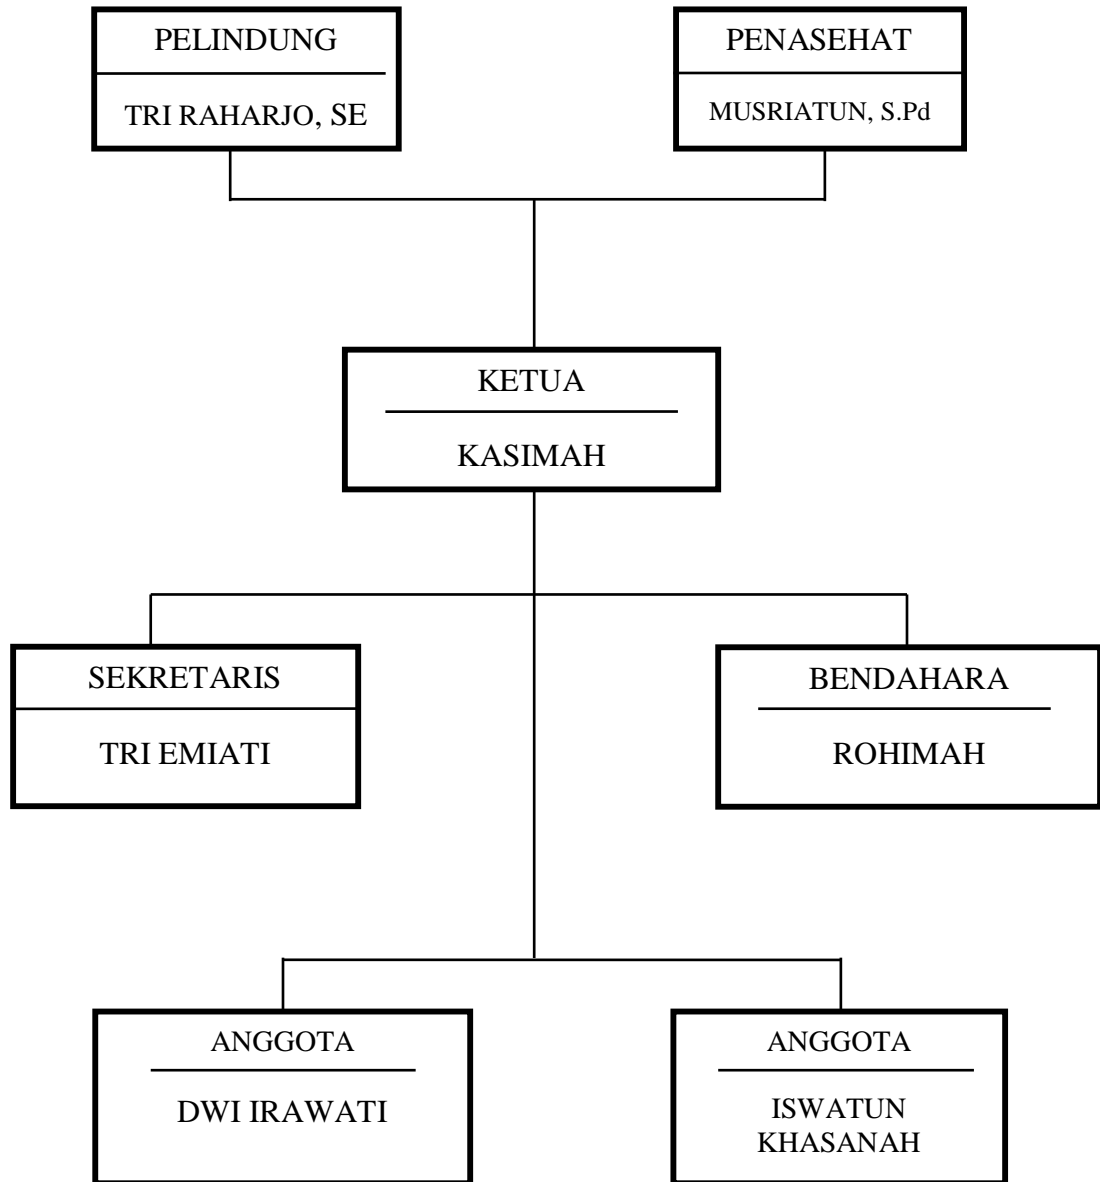 PELINDUNG
TRI RAHARJO, SE
PENASEHAT
MUSRIATUN, S.Pd
KETUA
KASIMAH
SEKRETARIS
TRI EMIATI
BENDAHARA
ROHIMAH
ANGGOTA
DWI IRAWATI
ANGGOTA
ISWATUN
KHASANAH